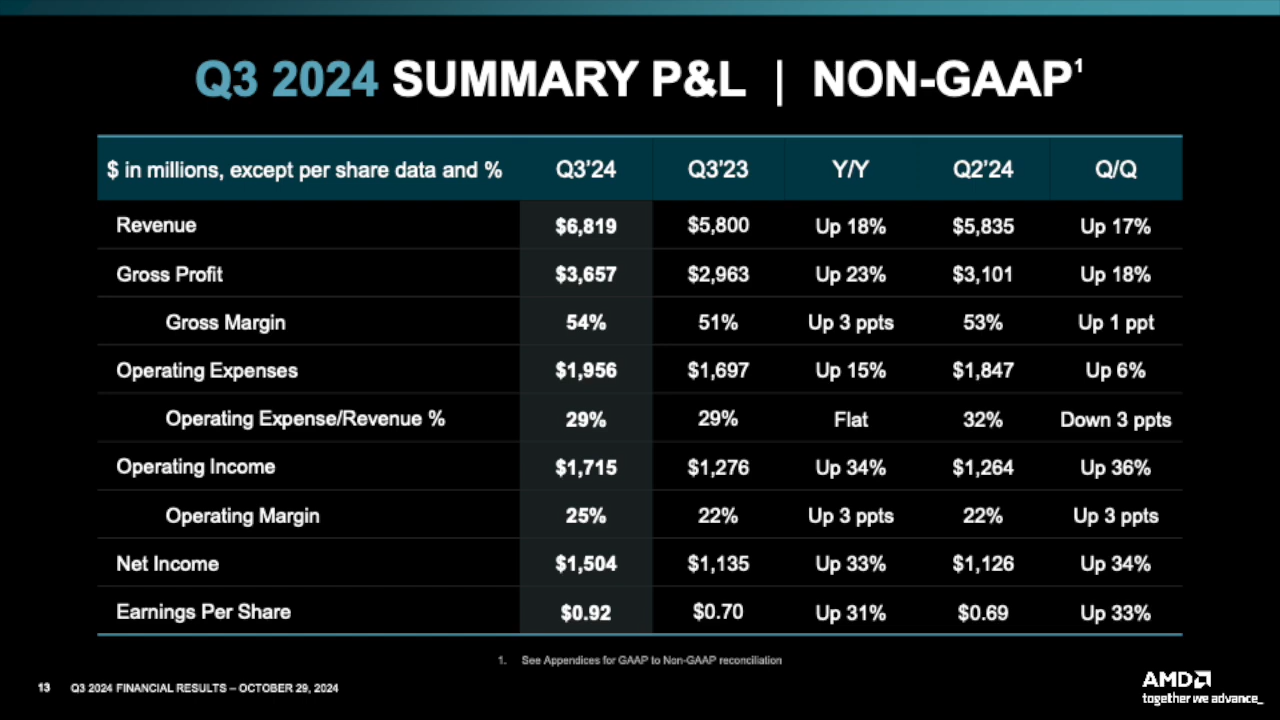 Q3 2024 SUMMARY P&L | NON-GAAP¹
$ in millions, except per share data and % Q3'24 Q3'23 Y/Y Q2'24 Q/Q
Revenue $6,819 $5,800 Up 18% $5,835 Up 17%
Gross Profit $3,657 $2,963 Up 23% $3,101 Up 18%
Gross Margin 54% 51% Up 3 ppts 53% Up 1 ppt
Operating Expenses $1,956 $1,697 Up 15% $1,847 Up 6%
Operating Expense/Revenue % 29% 29% Flat 32% Down 3 ppts
Operating Income $1,715 $1,276 Up 34% $1,264 Up 36%
Operating Margin 25% 22% Up 3 ppts 22% Up 3 ppts
Net Income $1,504 $1,135 Up 33% $1,126 Up 34%
Earnings Per Share $0.92 $0.70 Up 31% $0.69 Up 33%
1. See Appendices for GAAP to Non-GAAP reconciliation
13 Q3 2024 FINANCIAL RESULTS – OCTOBER 29, 2024
AMD
together we advance_